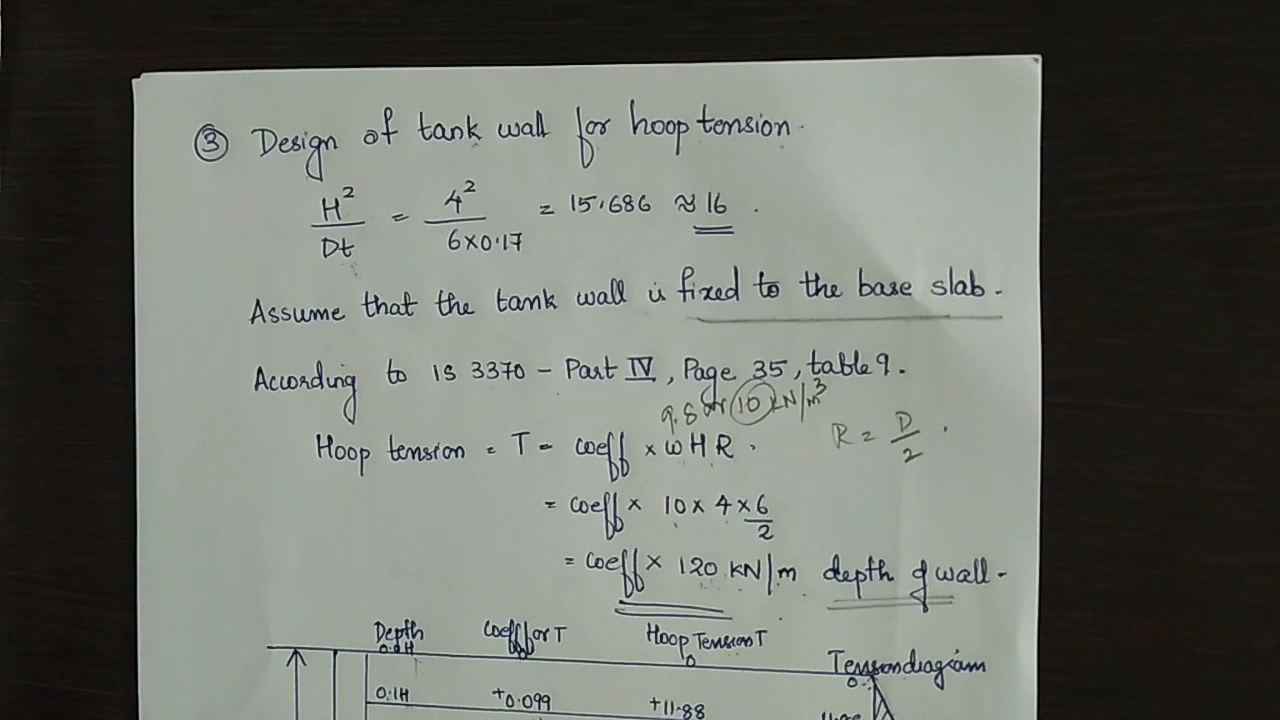 ③ Design of tank wall for hoop tension.
H²/Dt = 4²/6×0.17 = 15.686 ≈ 16.
Assume that the tank wall is fixed to the base slab.
According to IS 3370 - Part IV, Page 35, table 9.
9.8 or 10 KN/m³
Hoop tension = T = coeff × ω H R. R = D/2.
= coeff × 10 × 4 × 6/2
= coeff × 120 KN/m depth of wall.
Depth Coeff for T Hoop Tension T Tension diagram
0.0H 0 0 0
0.1H +0.099 +11.88